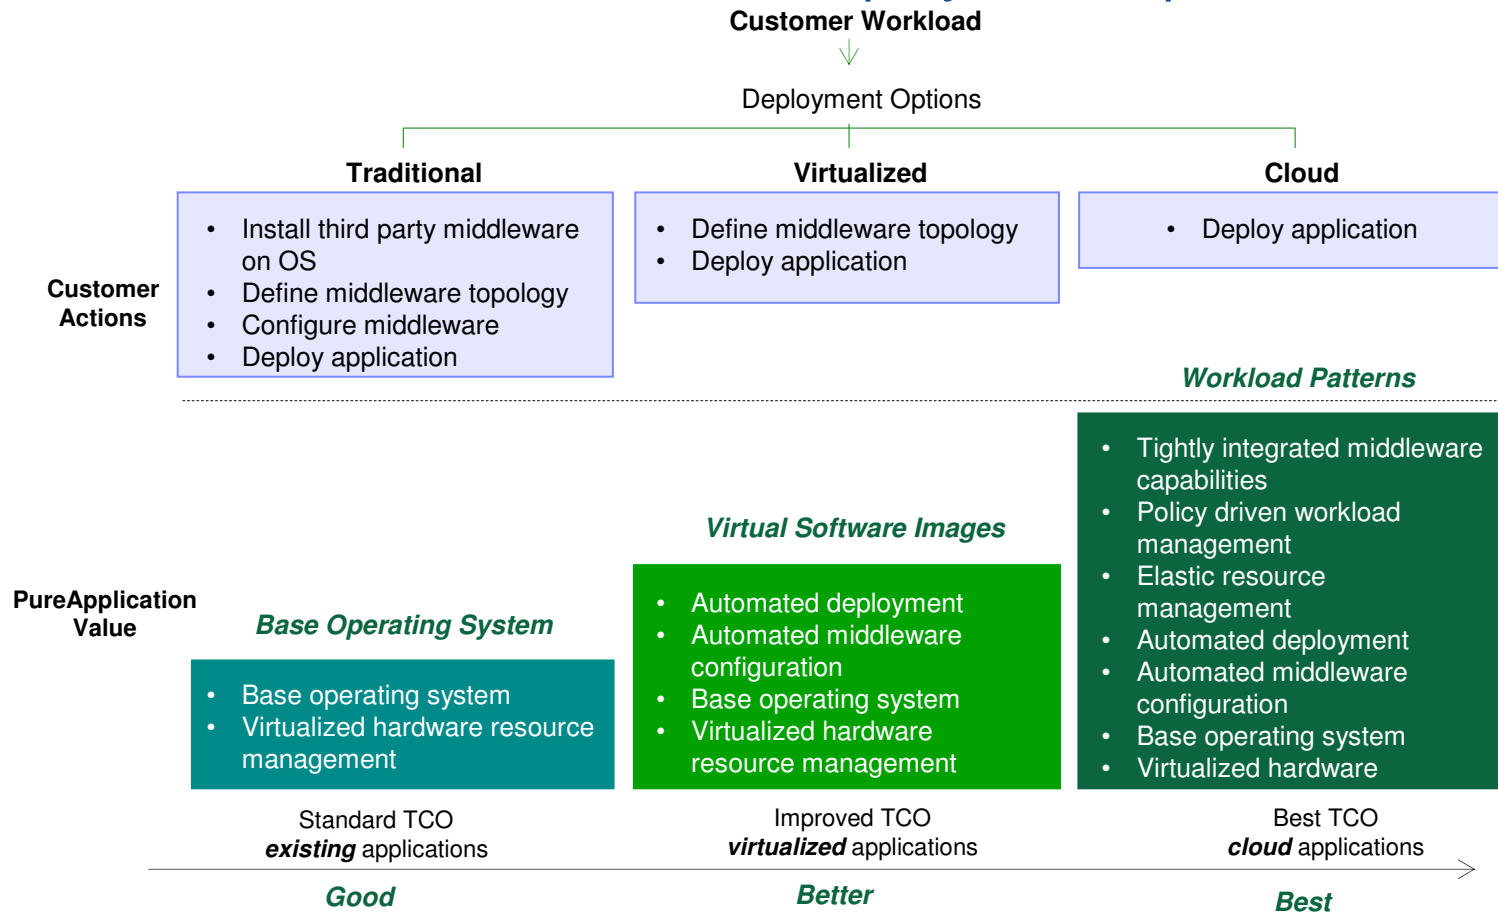 Customer Workload
Deployment Options
Traditional
Virtualized
Cloud
• Install third party middleware
on OS
• Define middleware topology
• Configure middleware
• Deploy application
• Define middleware topology
• Deploy application
• Deploy application
Customer
Actions
Workload Patterns
• Tightly integrated middleware
capabilities
• Policy driven workload
management
• Elastic resource
management
• Automated deployment
• Automated middleware
configuration
• Base operating system
• Virtualized hardware
Virtual Software Images
• Automated deployment
• Automated middleware
configuration
• Base operating system
• Virtualized hardware
resource management
PureApplication
Value
Base Operating System
• Base operating system
• Virtualized hardware resource
management
Standard TCO
existing applications
Improved TCO
virtualized applications
Best TCO
cloud applications
Good
Better
Best